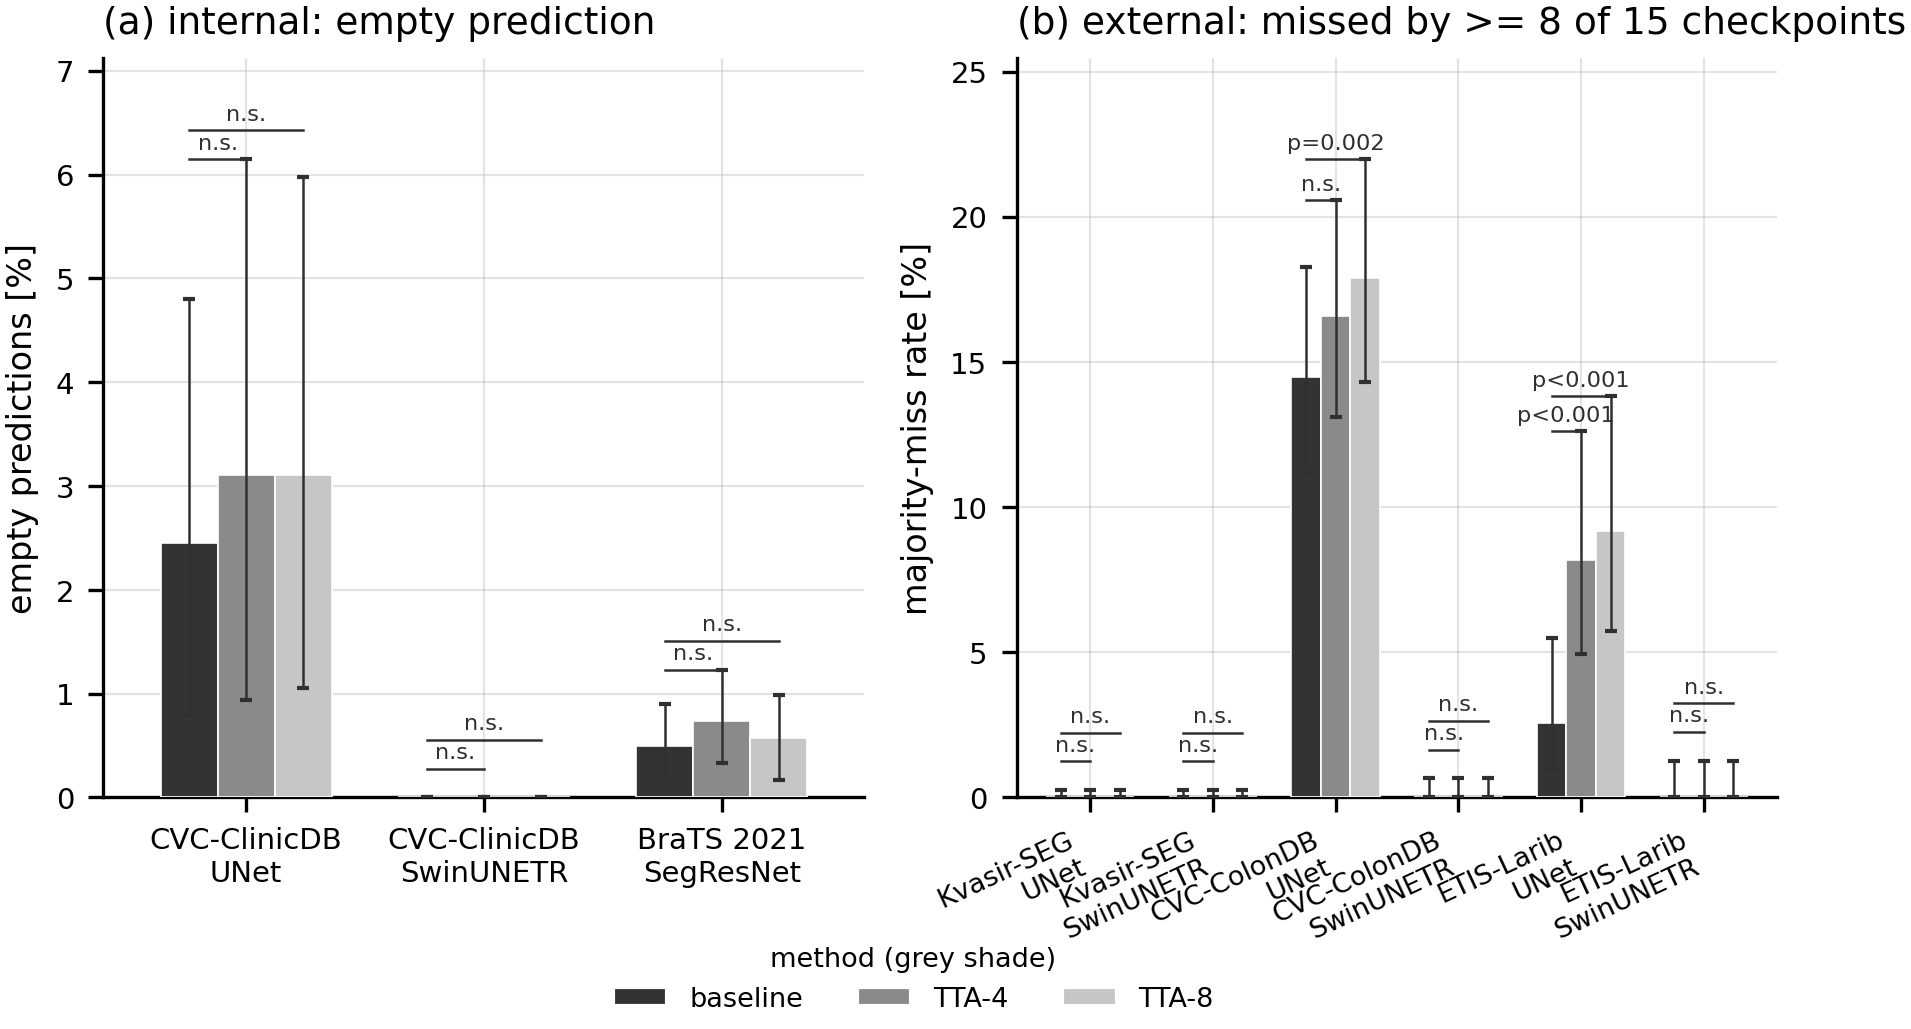 (a) internal: empty prediction
empty predictions [%]
7
6
5
4
3
2
1
0
n.s.
n.s.
n.s.
n.s.
n.s.
n.s.
CVC-ClinicDB
UNet
CVC-ClinicDB
SwinUNETR
BraTS 2021
SegResNet
(b) external: missed by >= 8 of 15 checkpoints
majority-miss rate [%]
25
20
15
10
5
0
n.s.
n.s.
n.s.
n.s.
p=0.002
n.s.
n.s.
n.s.
p<0.001
p<0.001
n.s.
n.s.
Kvasir-SEG
UNet
Kvasir-SEG
SwinUNETR
CVC-ColonDB
UNet
CVC-ColonDB
SwinUNETR
ETIS-Larib
UNet
ETIS-Larib
SwinUNETR
method (grey shade)
baseline
TTA-4
TTA-8